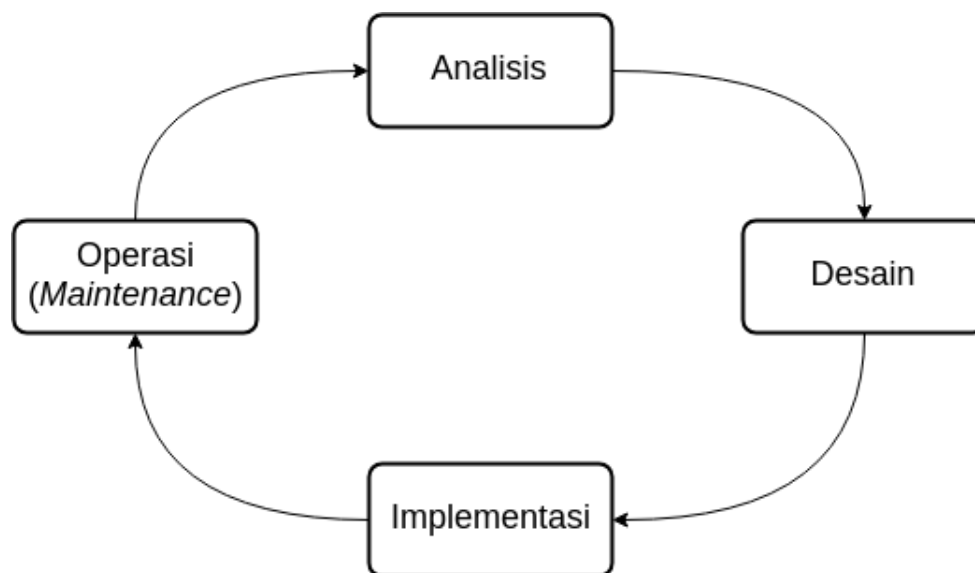 Analisis
Operasi
(Maintenance)
Desain
Implementasi